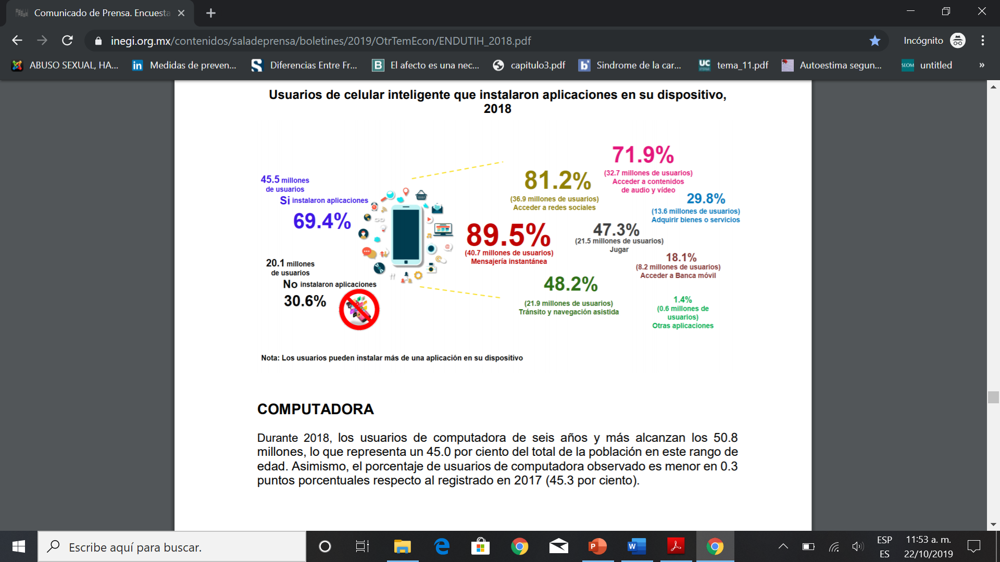 Comunicado de Prensa. Encuesta
inegi.org.mx/contenidos/saladeprensa/boletines/2019/OtrTemEcon/ENDUTIH_2018.pdf
Incógnito
ABUSO SEXUAL, HA...
in
Medidas de preven...
S
Diferencias Entre Fr...
B
El afecto es una nec...
capitulo3.pdf
b
Sindrome de la car...
UC
tema_11.pdf
Autoestima segun...
SEOM
untitled
»
Usuarios de celular inteligente que instalaron aplicaciones en su dispositivo,
2018
45.5 millones
de usuarios
Si instalaron aplicaciones
69.4%
20.1 millones
de usuarios
No instalaron aplicaciones
30.6%
71.9%
(32.7 millones de usuarios)
Acceder a contenidos
de audio y vídeo
81.2%
(36.9 millones de usuarios)
Acceder a redes sociales
29.8%
(13.6 millones de usuarios)
Adquirir bienes o servicios
89.5%
(40.7 millones de usuarios)
Mensajería instantánea
47.3%
(21.5 millones de usuarios)
Jugar
18.1%
(8.2 millones de usuarios)
Acceder a Banca móvil
48.2%
(21.9 millones de usuarios)
Tránsito y navegación asistida
1.4%
(0.6 millones de
usuarios)
Otras aplicaciones
Nota: Los usuarios pueden instalar más de una aplicación en su dispositivo
COMPUTADORA
Durante 2018, los usuarios de computadora de seis años y más alcanzan los 50.8
millones, lo que representa un 45.0 por ciento del total de la población en este rango de
edad. Asimismo, el porcentaje de usuarios de computadora observado es menor en 0.3
puntos porcentuales respecto al registrado en 2017 (45.3 por ciento).
Escribe aquí para buscar.
P
W
ESP
ES
11:53 a. m.
22/10/2019